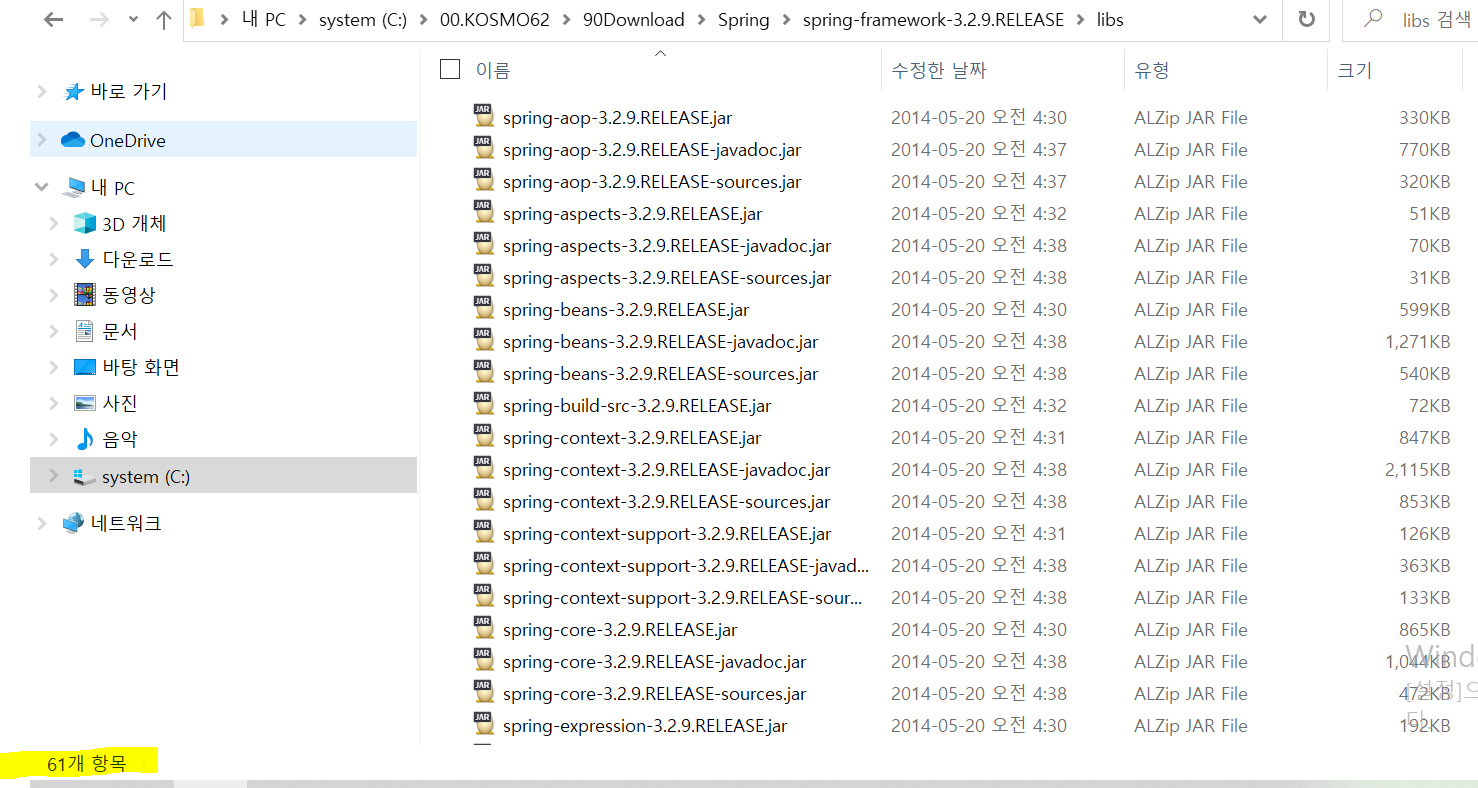 내 PC > system (C:) > 00.KOSMO62 > 90Download > Spring > spring-framework-3.2.9.RELEASE > libs
libs 검색
바로 가기
OneDrive
내 PC
3D 개체
다운로드
동영상
문서
바탕 화면
사진
음악
system (C:)
네트워크
이름 수정한 날짜 유형 크기
JAR spring-aop-3.2.9.RELEASE.jar 2014-05-20 오전 4:30 ALZip JAR File 330KB
JAR spring-aop-3.2.9.RELEASE-javadoc.jar 2014-05-20 오전 4:37 ALZip JAR File 770KB
JAR spring-aop-3.2.9.RELEASE-sources.jar 2014-05-20 오전 4:37 ALZip JAR File 320KB
JAR spring-aspects-3.2.9.RELEASE.jar 2014-05-20 오전 4:32 ALZip JAR File 51KB
JAR spring-aspects-3.2.9.RELEASE-javadoc.jar 2014-05-20 오전 4:38 ALZip JAR File 70KB
JAR spring-aspects-3.2.9.RELEASE-sources.jar 2014-05-20 오전 4:38 ALZip JAR File 31KB
JAR spring-beans-3.2.9.RELEASE.jar 2014-05-20 오전 4:30 ALZip JAR File 599KB
JAR spring-beans-3.2.9.RELEASE-javadoc.jar 2014-05-20 오전 4:38 ALZip JAR File 1,271KB
JAR spring-beans-3.2.9.RELEASE-sources.jar 2014-05-20 오전 4:38 ALZip JAR File 540KB
JAR spring-build-src-3.2.9.RELEASE.jar 2014-05-20 오전 4:32 ALZip JAR File 72KB
JAR spring-context-3.2.9.RELEASE.jar 2014-05-20 오전 4:31 ALZip JAR File 847KB
JAR spring-context-3.2.9.RELEASE-javadoc.jar 2014-05-20 오전 4:38 ALZip JAR File 2,115KB
JAR spring-context-3.2.9.RELEASE-sources.jar 2014-05-20 오전 4:38 ALZip JAR File 853KB
JAR spring-context-support-3.2.9.RELEASE.jar 2014-05-20 오전 4:31 ALZip JAR File 126KB
JAR spring-context-support-3.2.9.RELEASE-javad... 2014-05-20 오전 4:38 ALZip JAR File 363KB
JAR spring-context-support-3.2.9.RELEASE-sour... 2014-05-20 오전 4:38 ALZip JAR File 133KB
JAR spring-core-3.2.9.RELEASE.jar 2014-05-20 오전 4:30 ALZip JAR File 865KB
JAR spring-core-3.2.9.RELEASE-javadoc.jar 2014-05-20 오전 4:38 ALZip JAR File 1,044KB
JAR spring-core-3.2.9.RELEASE-sources.jar 2014-05-20 오전 4:38 ALZip JAR File 472KB
JAR spring-expression-3.2.9.RELEASE.jar 2014-05-20 오전 4:30 ALZip JAR File 192KB
61개 항목